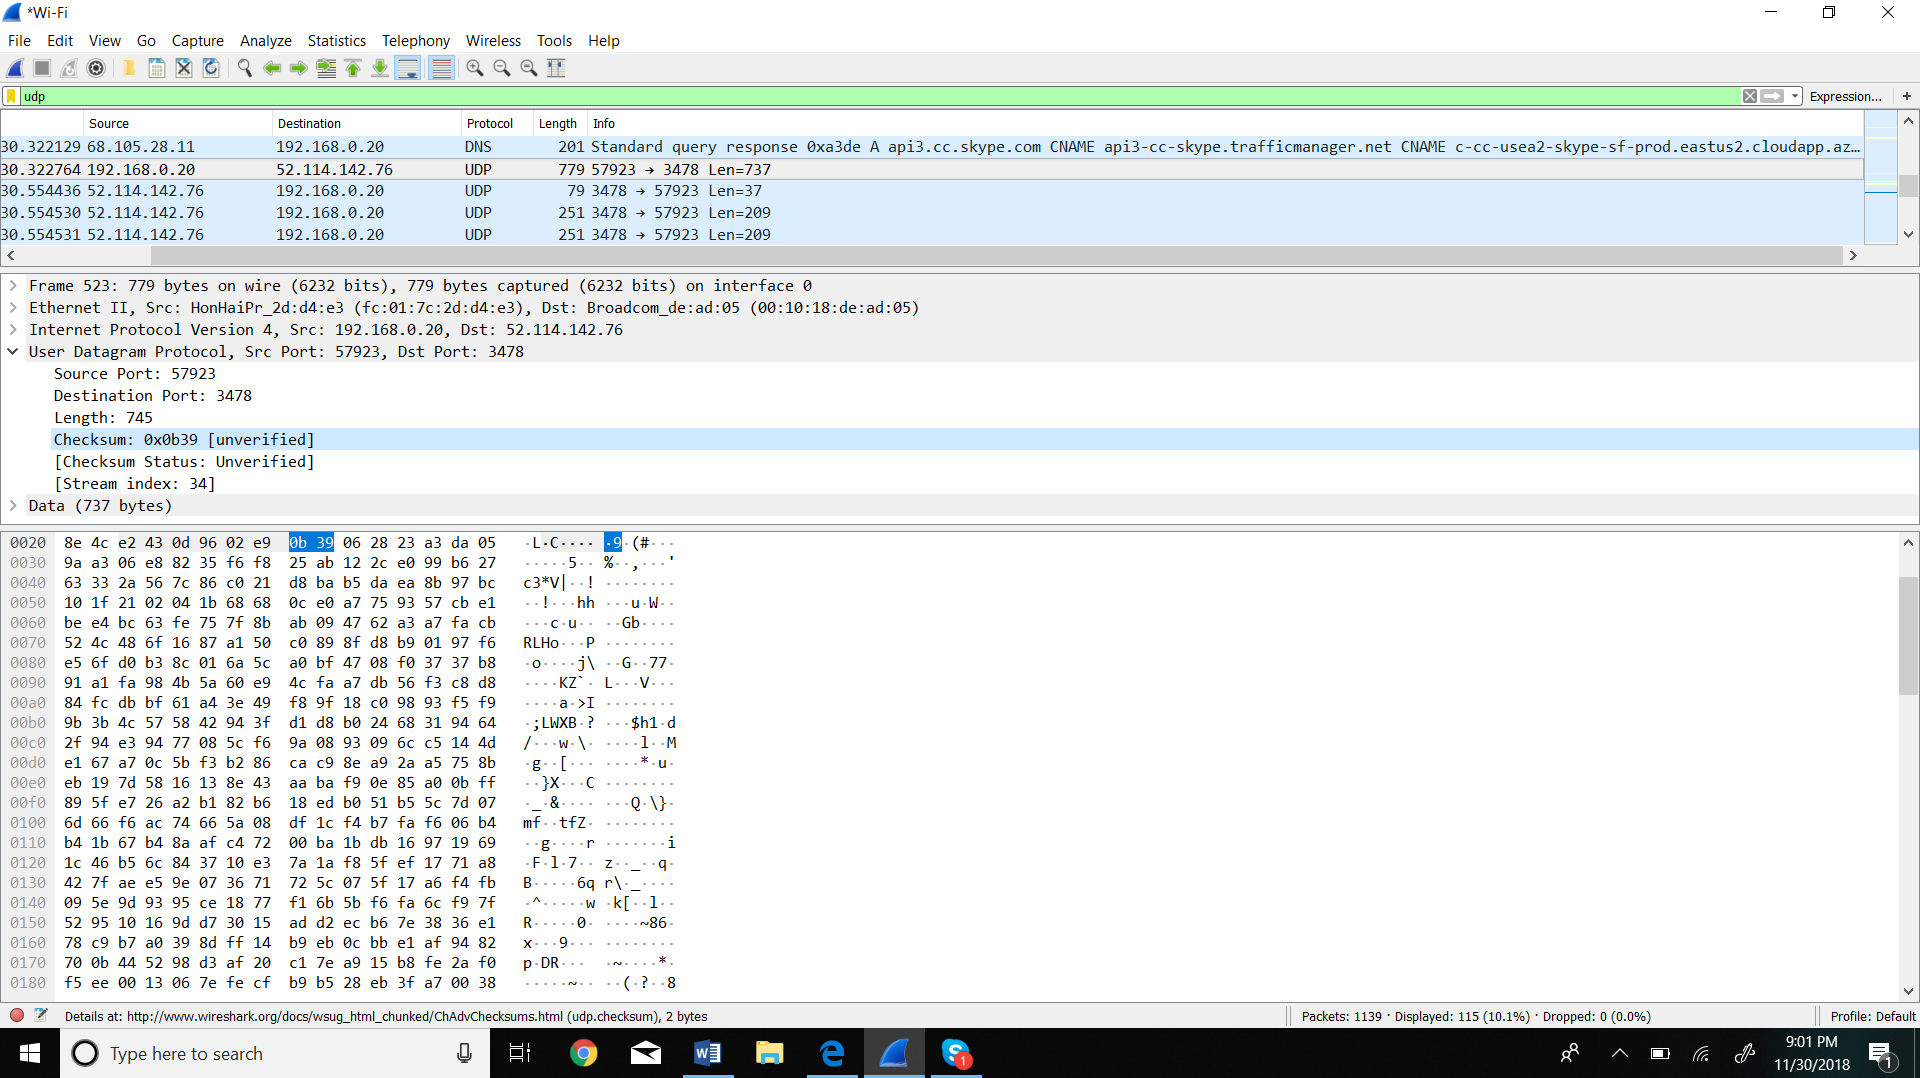 *Wi-Fi
File Edit View Go Capture Analyze Statistics Telephony Wireless Tools Help
udp Expression... +
Source Destination Protocol Length Info
30.322129 68.105.28.11 192.168.0.20 DNS 201 Standard query response 0xa3de A api3.cc.skype.com CNAME api3-cc-skype.trafficmanager.net CNAME c-cc-usea2-skype-sf-prod.eastus2.cloudapp.az...
30.322764 192.168.0.20 52.114.142.76 UDP 779 57923 → 3478 Len=737
30.554436 52.114.142.76 192.168.0.20 UDP 79 3478 → 57923 Len=37
30.554530 52.114.142.76 192.168.0.20 UDP 251 3478 → 57923 Len=209
30.554531 52.114.142.76 192.168.0.20 UDP 251 3478 → 57923 Len=209
Frame 523: 779 bytes on wire (6232 bits), 779 bytes captured (6232 bits) on interface 0
Ethernet II, Src: HonHaiPr_2d:d4:e3 (fc:01:7c:2d:d4:e3), Dst: Broadcom_de:ad:05 (00:10:18:de:ad:05)
Internet Protocol Version 4, Src: 192.168.0.20, Dst: 52.114.142.76
User Datagram Protocol, Src Port: 57923, Dst Port: 3478
Source Port: 57923
Destination Port: 3478
Length: 745
Checksum: 0x0b39 [unverified]
[Checksum Status: Unverified]
[Stream index: 34]
Data (737 bytes)
0020 8e 4c e2 43 0d 96 02 e9 0b 39 06 28 23 a3 da 05 ·L·C···· ·9·(#···
0030 9a a3 06 e8 82 35 f6 f8 25 ab 12 2c e0 99 b6 27 ·····5·· %··,···'
0040 63 33 2a 56 7c 86 c0 21 d8 ba b5 da ea 8b 97 bc c3*V|··! ········
0050 10 1f 21 02 04 1b 68 68 0c e0 a7 75 93 57 cb e1 ··!···hh ···u·W··
0060 be e4 bc 63 fe 75 7f 8b ab 09 47 62 a3 a7 fa cb ···c·u·· ··Gb····
0070 52 4c 48 6f 16 87 a1 50 c0 89 8f d8 b9 01 97 f6 RLHo···P ········
0080 e5 6f d0 b3 8c 01 6a 5c a0 bf 47 08 f0 37 37 b8 ·o····j\ ··G··77·
0090 91 a1 fa 98 4b 5a 60 e9 4c fa a7 db 56 f3 c8 d8 ····KZ`· L···V···
00a0 84 fc db bf 61 a4 3e 49 f8 9f 18 c0 98 93 f5 f9 ····a·>I ········
00b0 9b 3b 4c 57 58 42 94 3f d1 d8 b0 24 68 31 94 64 ·;LWXB·? ···$h1·d
00c0 2f 94 e3 94 77 08 5c f6 9a 08 93 09 6c c5 14 4d /···w·\· ····l··M
00d0 e1 67 a7 0c 5b f3 b2 86 ca c9 8e a9 2a a5 75 8b ·g··[··· ····*·u·
00e0 eb 19 7d 58 16 13 8e 43 aa ba f9 0e 85 a0 0b ff ··}X···C ········
00f0 89 5f e7 26 a2 b1 82 b6 18 ed b0 51 b5 5c 7d 07 ·_·&···· ···Q·\}·
0100 6d 66 f6 ac 74 66 5a 08 df 1c f4 b7 fa f6 06 b4 mf··tfZ· ········
0110 b4 1b 67 b4 8a af c4 72 00 ba 1b db 16 97 19 69 ··g····r ·······i
0120 1c 46 b5 6c 84 37 10 e3 7a 1a f8 5f ef 17 71 a8 ·F·l·7·· z··_··q·
0130 42 7f ae e5 9e 07 36 71 72 5c 07 5f 17 a6 f4 fb B·····6q r\·_····
0140 09 5e 9d 93 95 ce 18 77 f1 6b 5b f6 fa 6c f9 7f ·^·····w ·k[··l··
0150 52 95 10 16 9d d7 30 15 ad d2 ec b6 7e 38 36 e1 R·····0· ····~86·
0160 78 c9 b7 a0 39 8d ff 14 b9 eb 0c bb e1 af 94 82 x···9··· ········
0170 70 0b 44 52 98 d3 af 20 c1 7e a9 15 b8 fe 2a f0 p·DR···  ·~····*·
0180 f5 ee 00 13 06 7e fe cf b9 b5 28 eb 3f a7 00 38 ·····~·· ··(·?··8
Details at: http://www.wireshark.org/docs/wsug_html_chunked/ChAdvChecksums.html (udp.checksum), 2 bytes Packets: 1139 · Displayed: 115 (10.1%) · Dropped: 0 (0.0%) Profile: Default
Type here to search 1 9:01 PM 1
11/30/2018